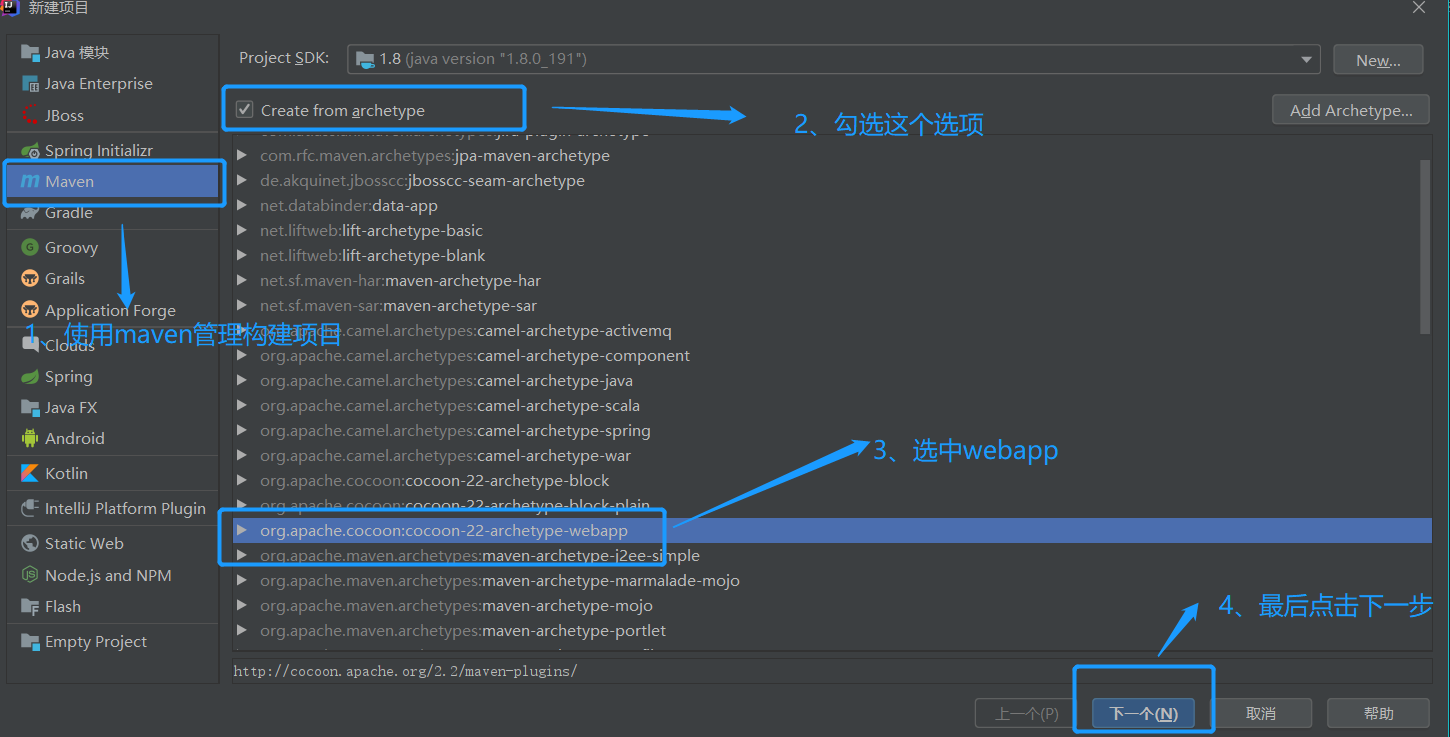 新建项目
Java 模块
Java Enterprise
JBoss
Spring Initializr
Maven
Gradle
Groovy
Grails
Application Forge
Clouds
Spring
Java FX
Android
Kotlin
IntelliJ Platform Plugin
Static Web
Node.js and NPM
Flash
Empty Project
1、使用maven管理构建项目
Project SDK: 1.8 (java version "1.8.0_191") New...
Create from archetype
2、勾选这个选项
Add Archetype...
com.rfc.maven.archetypes:jpa-maven-archetype
de.akquinet.jbosscc:jbosscc-seam-archetype
net.databinder:data-app
net.liftweb:lift-archetype-basic
net.liftweb:lift-archetype-blank
net.sf.maven-har:maven-archetype-har
net.sf.maven-sar:maven-archetype-sar
org.apache.camel.archetypes:camel-archetype-activemq
org.apache.camel.archetypes:camel-archetype-component
org.apache.camel.archetypes:camel-archetype-java
org.apache.camel.archetypes:camel-archetype-scala
org.apache.camel.archetypes:camel-archetype-spring
org.apache.camel.archetypes:camel-archetype-war
3、选中webapp
org.apache.cocoon:cocoon-22-archetype-block
org.apache.cocoon:cocoon-22-archetype-block-plain
org.apache.cocoon:cocoon-22-archetype-webapp
org.apache.maven.archetypes:maven-archetype-j2ee-simple
org.apache.maven.archetypes:maven-archetype-marmalade-mojo
org.apache.maven.archetypes:maven-archetype-mojo
org.apache.maven.archetypes:maven-archetype-portlet
4、最后点击下一步
http://cocoon.apache.org/2.2/maven-plugins/
上一个(P) 下一个(N) 取消 帮助